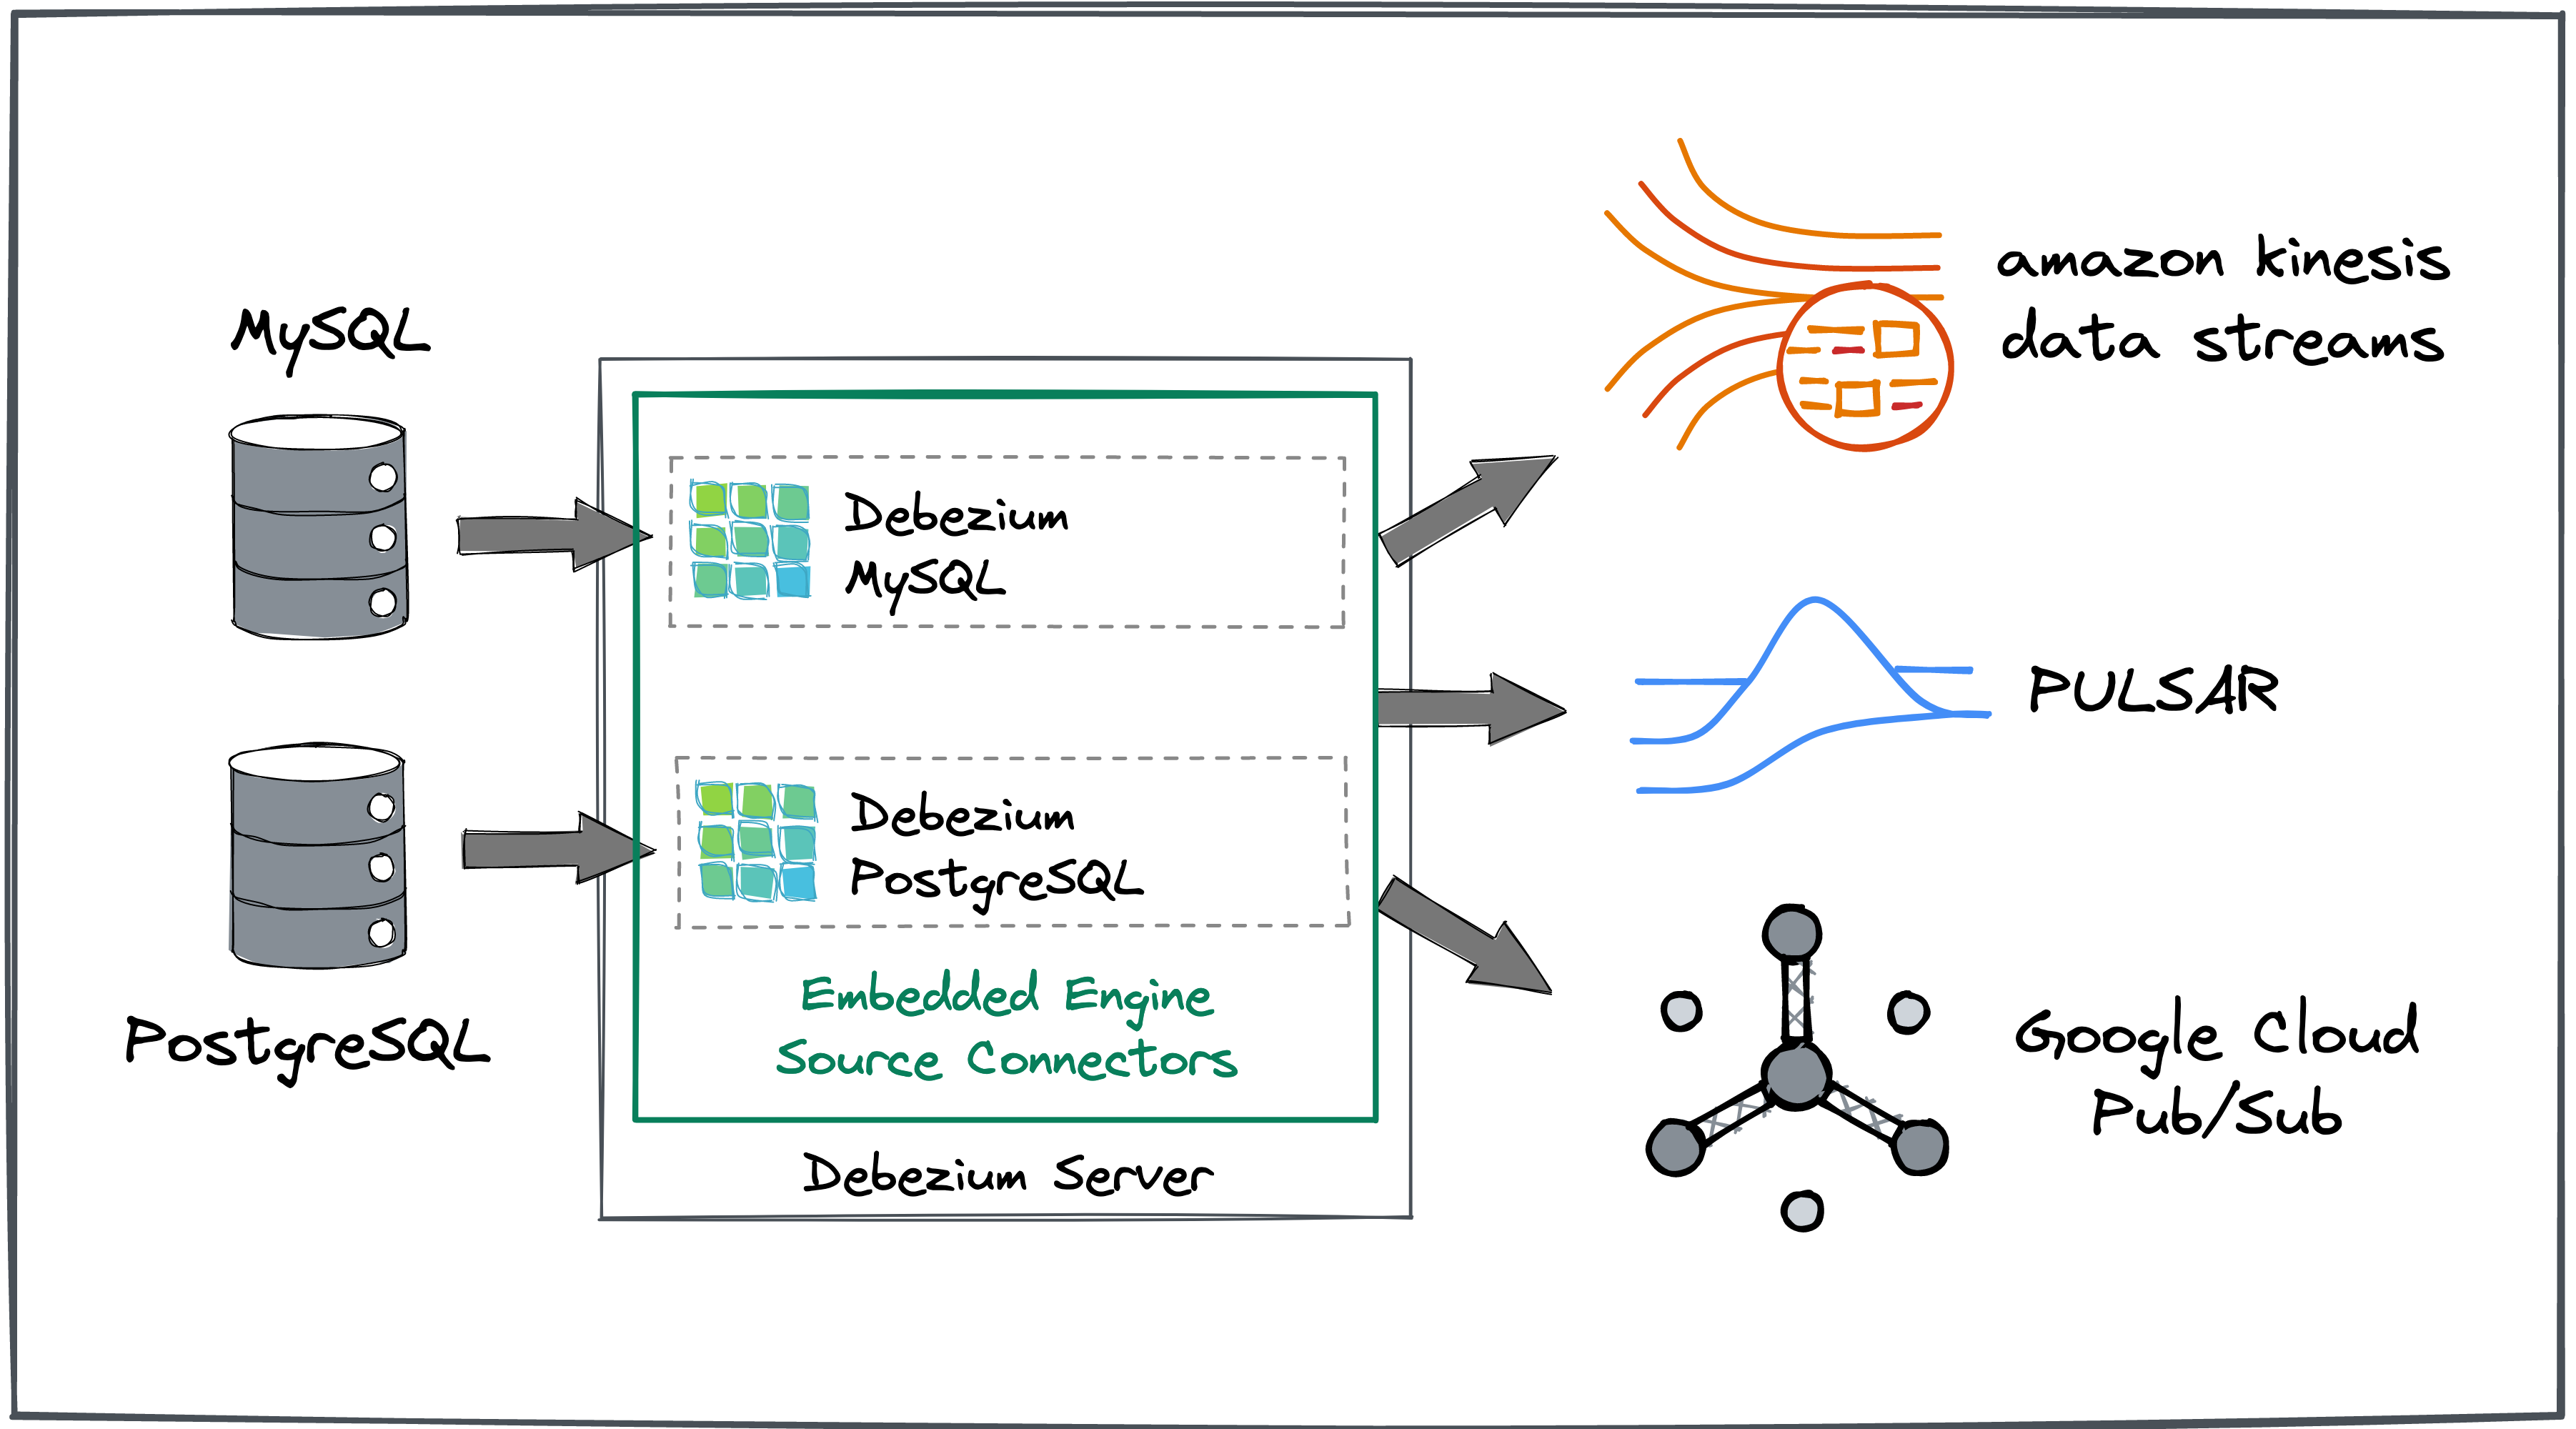 MySQL
PostgreSQL
Debezium
MySQL
Debezium
PostgreSQL
Embedded Engine
Source Connectors
Debezium Server
amazon kinesis
data streams
PULSAR
Google Cloud
Pub/Sub